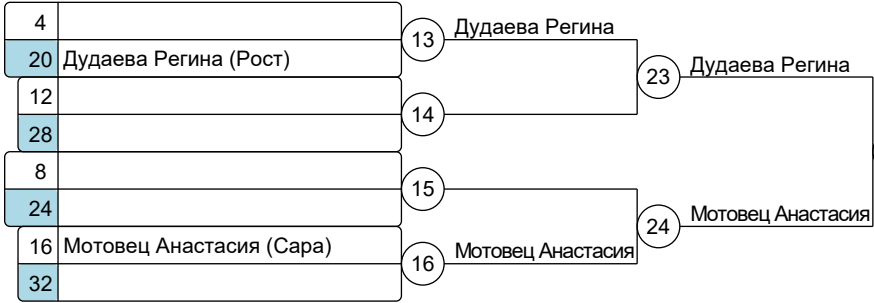 4
13 Дудаева Регина
20 Дудаева Регина (Рост)
23 Дудаева Регина
12
14
28
8
15
24
24 Мотовец Анастасия
16 Мотовец Анастасия (Сара)
16 Мотовец Анастасия
32